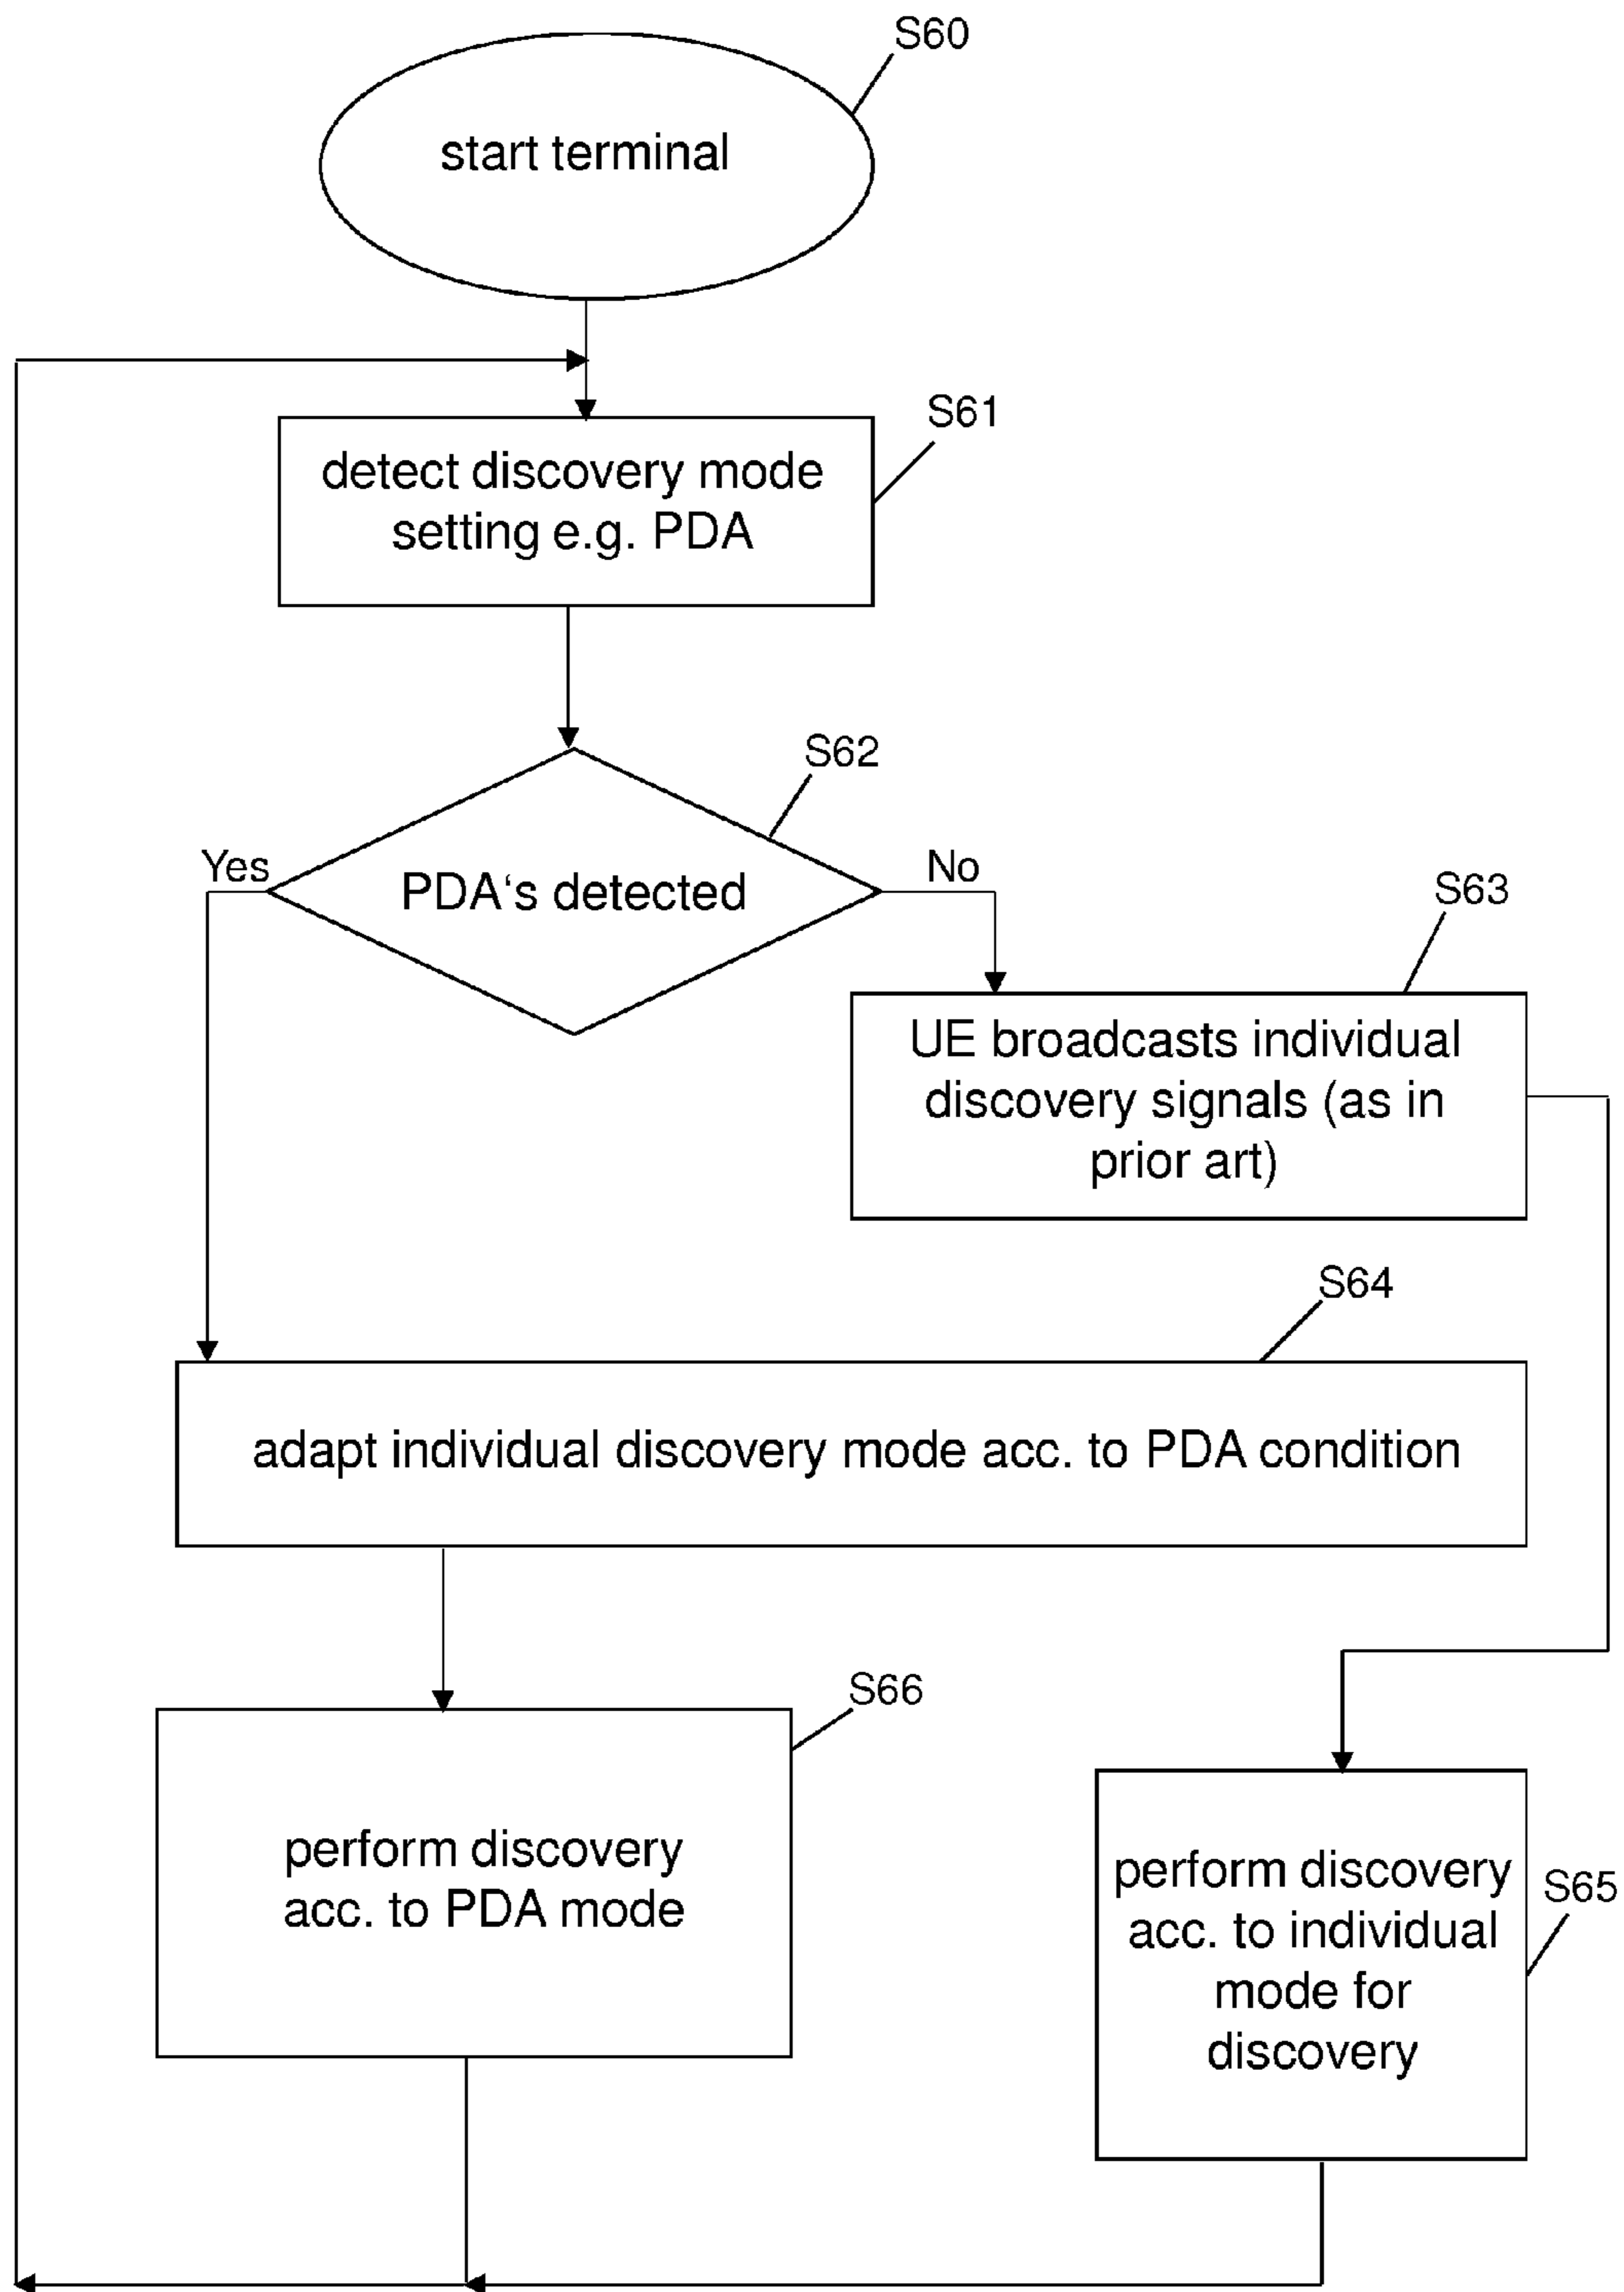 S60
start terminal
S61
detect discovery mode
setting e.g. PDA
S62
Yes
PDA‘s detected
No
S63
UE broadcasts individual
discovery signals (as in
prior art)
S64
adapt individual discovery mode acc. to PDA condition
S66
perform discovery
acc. to PDA mode
S65
perform discovery
acc. to individual
mode for
discovery